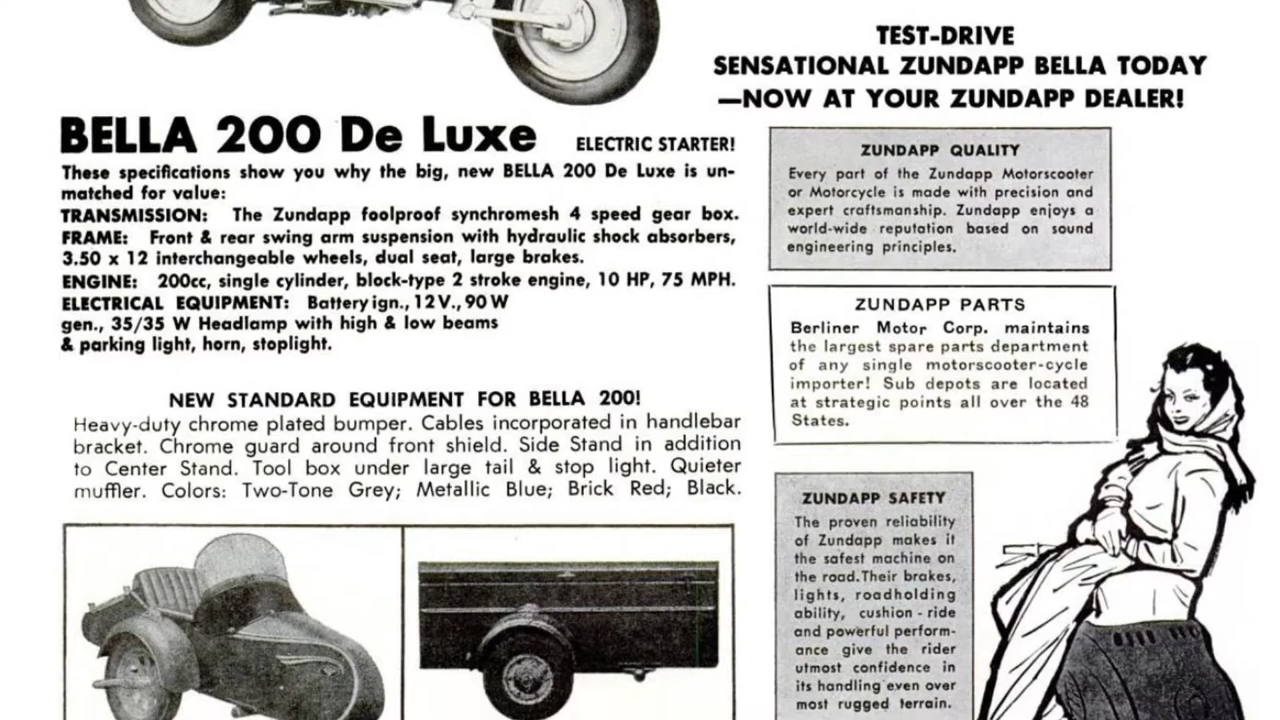 TEST-DRIVE
SENSATIONAL ZUNDAPP BELLA TODAY
—NOW AT YOUR ZUNDAPP DEALER!
BELLA 200 De Luxe ELECTRIC STARTER!
These specifications show you why the big, new BELLA 200 De Luxe is un-
matched for value:
TRANSMISSION: The Zundapp foolproof synchromesh 4 speed gear box.
FRAME: Front & rear swing arm suspension with hydraulic shock absorbers,
3.50 x 12 interchangeable wheels, dual seat, large brakes.
ENGINE: 200cc, single cylinder, block-type 2 stroke engine, 10 HP, 75 MPH.
ELECTRICAL EQUIPMENT: Battery ign., 12 V., 90 W
gen., 35/35 W Headlamp with high & low beams
& parking light, horn, stoplight.
NEW STANDARD EQUIPMENT FOR BELLA 200!
Heavy-duty chrome plated bumper. Cables incorporated in handlebar
bracket. Chrome guard around front shield. Side Stand in addition
to Center Stand. Tool box under large tail & stop light. Quieter
muffler. Colors: Two-Tone Grey; Metallic Blue; Brick Red; Black.
ZUNDAPP QUALITY
Every part of the Zundapp Motorscooter
or Motorcycle is made with precision and
expert craftsmanship. Zundapp enjoys a
world-wide reputation based on sound
engineering principles.
ZUNDAPP PARTS
Berliner Motor Corp. maintains
the largest spare parts department
of any single motorscooter-cycle
importer! Sub depots are located
at strategic points all over the 48
States.
ZUNDAPP SAFETY
The proven reliability
of Zundapp makes it
the safest machine on
the road. Their brakes,
lights, roadholding
ability, cushion - ride
and powerful perform-
ance give the rider
utmost confidence in
its handling even over
most rugged terrain.